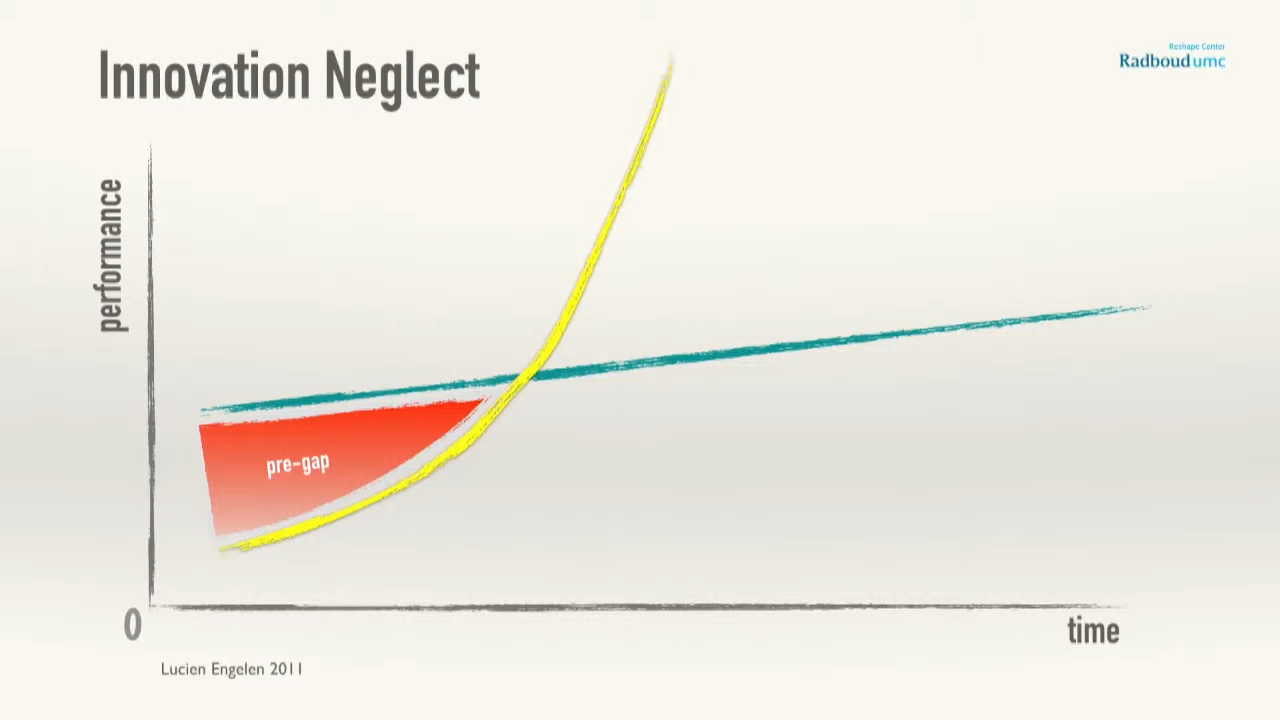 Innovation Neglect
Reshape Center
Radboudumc
performance
pre-gap
0
time
Lucien Engelen 2011